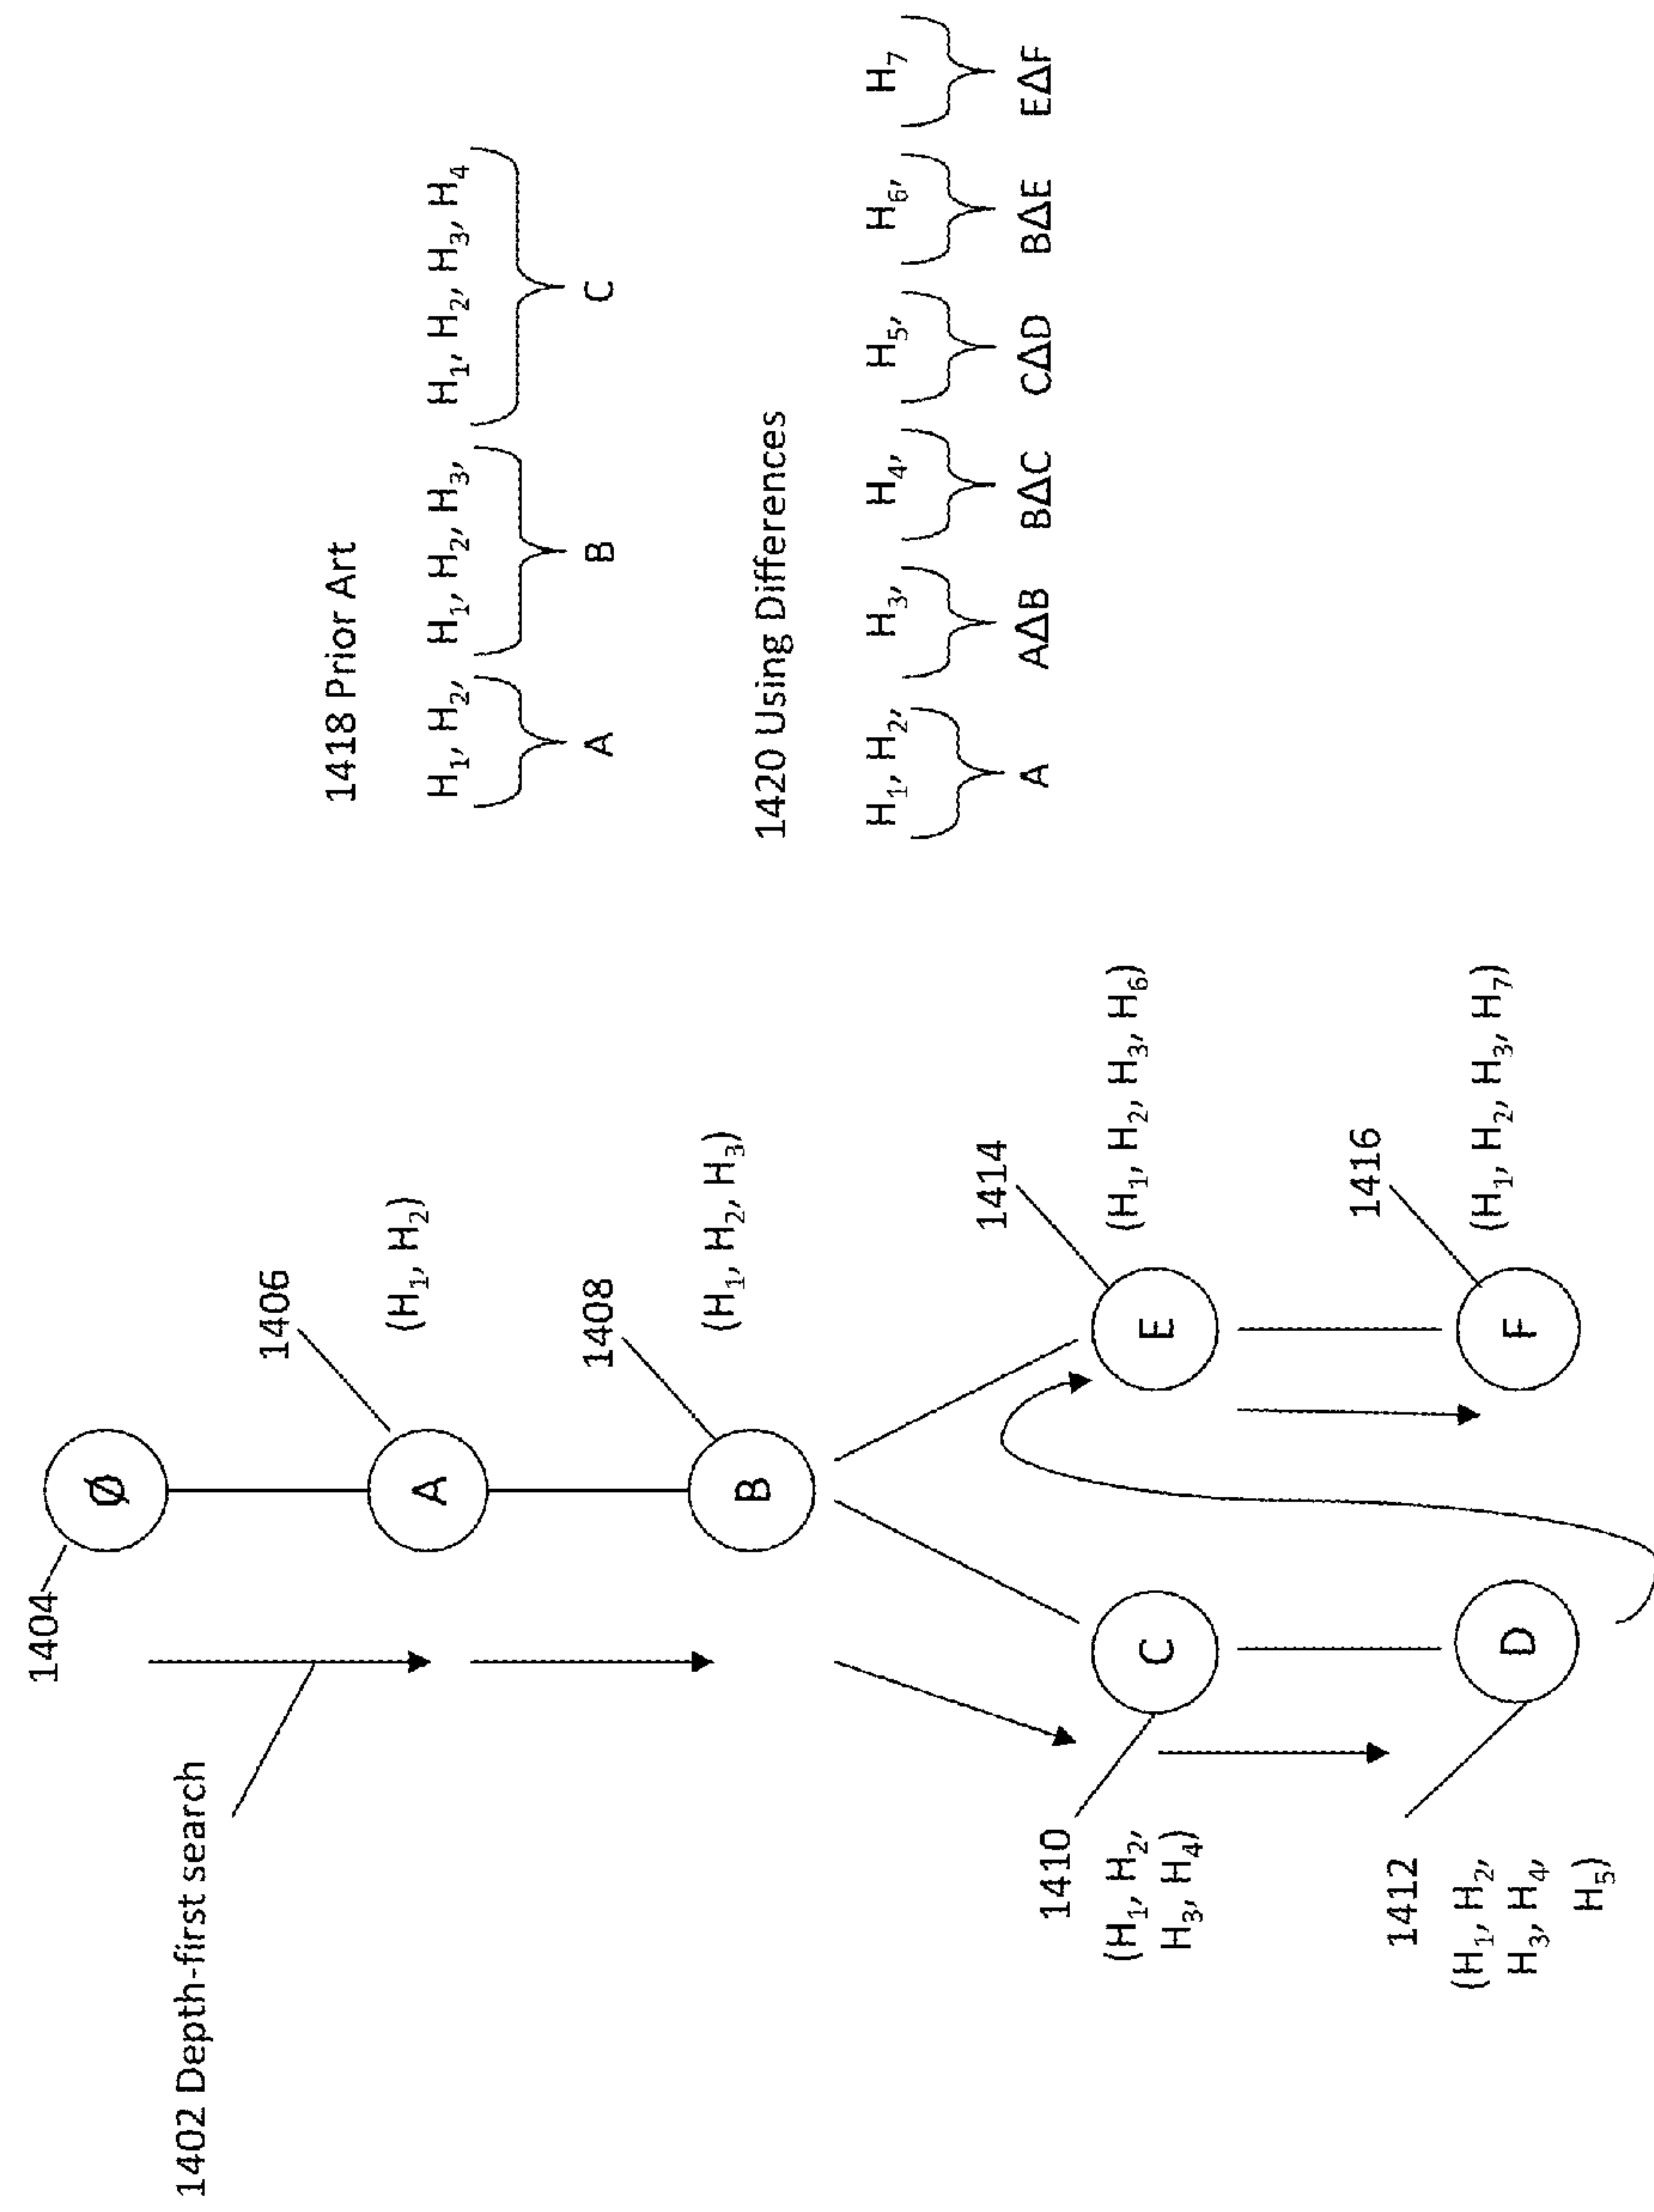 1402 Depth-first search
1404
Ø
1406
A
(H₁, H₂)
1408
B
(H₁, H₂, H₃)
1410
(H₁, H₂,
H₃, H₄)
C
1414
E
(H₁, H₂, H₃, H₆)
1412
(H₁, H₂,
H₃, H₄,
H₅)
D
1416
F
(H₁, H₂, H₃, H₇)
1418 Prior Art
H₁, H₂, H₁, H₂, H₃, H₁, H₂, H₃, H₄
A B C
1420 Using Differences
H₁, H₂, H₃, H₄, H₅, H₆, H₇
A AΔB BΔC CΔD BΔE EΔF